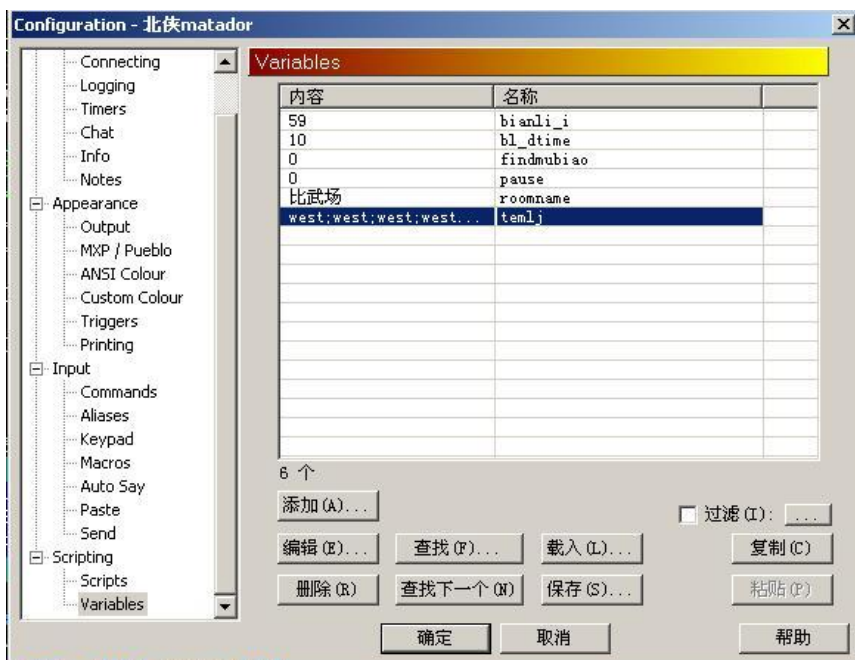 Configuration - 北侠matador
Connecting
Logging
Timers
Chat
Info
Notes
Appearance
Output
MXP / Pueblo
ANSI Colour
Custom Colour
Triggers
Printing
Input
Commands
Aliases
Keypad
Macros
Auto Say
Paste
Send
Scripting
Scripts
Variables
Variables
内容 名称
59 bianli_i
10 bl_dtime
0 findmubiao
0 pause
比武场 roomname
west;west;west;west... temlj
6 个
添加(A)...
过滤(I): ...
编辑(E)... 查找(F)... 载入(L)... 复制(C)
删除(R) 查找下一个(N) 保存(S)... 粘贴(P)
确定 取消 帮助